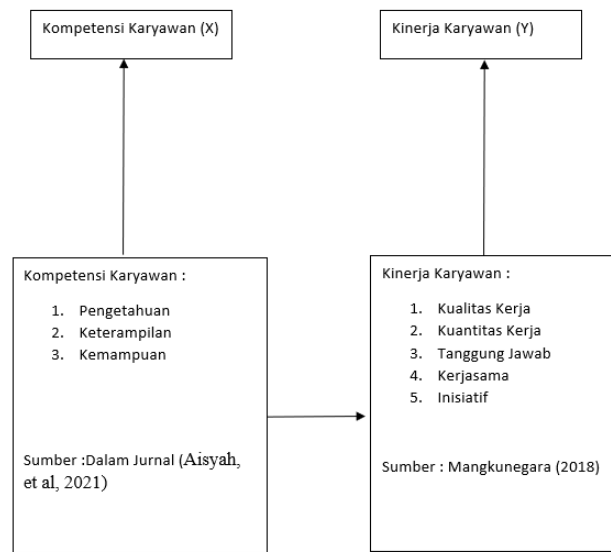 Kompetensi Karyawan (X)
Kinerja Karyawan (Y)
Kompetensi Karyawan :
1. Pengetahuan
2. Keterampilan
3. Kemampuan
Sumber :Dalam Jurnal (Aisyah,
et al, 2021)
Kinerja Karyawan :
1. Kualitas Kerja
2. Kuantitas Kerja
3. Tanggung Jawab
4. Kerjasama
5. Inisiatif
Sumber : Mangkunegara (2018)